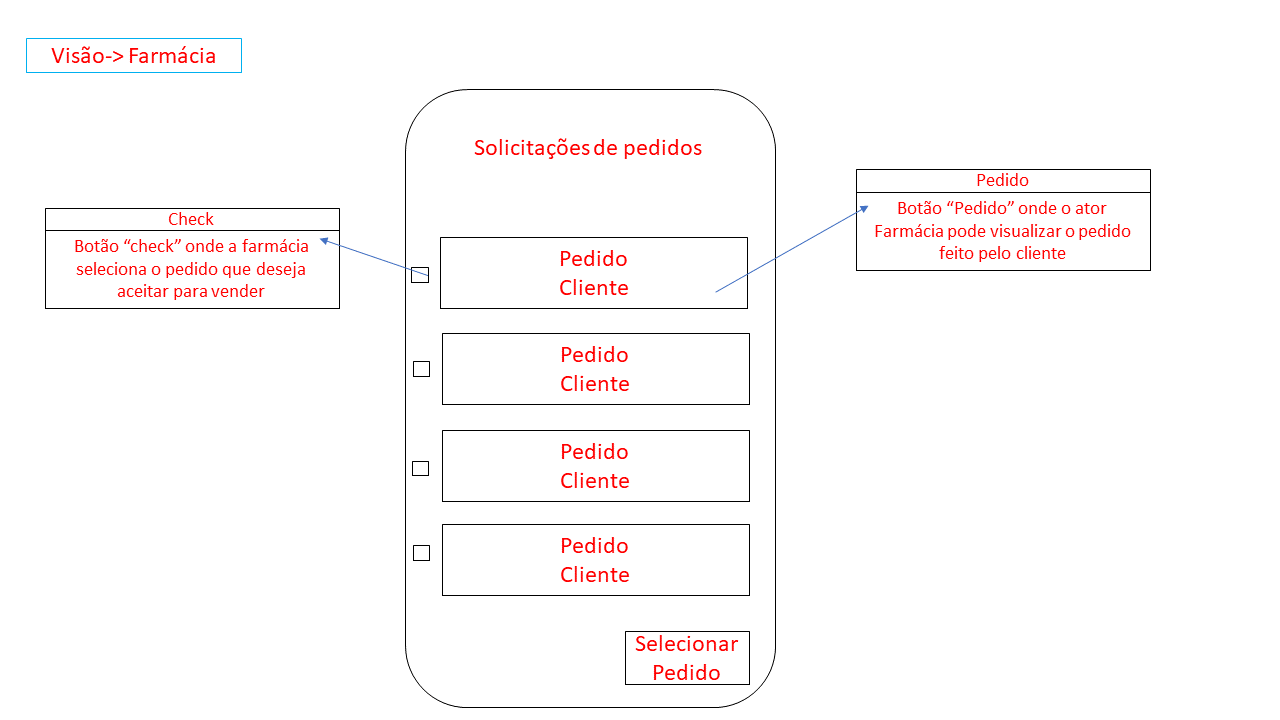 Visão-> Farmácia
Solicitações de pedidos
Check
Botão “check” onde a farmácia
seleciona o pedido que deseja
aceitar para vender
Pedido
Botão “Pedido” onde o ator
Farmácia pode visualizar o pedido
feito pelo cliente
Pedido
Cliente
Pedido
Cliente
Pedido
Cliente
Pedido
Cliente
Selecionar
Pedido